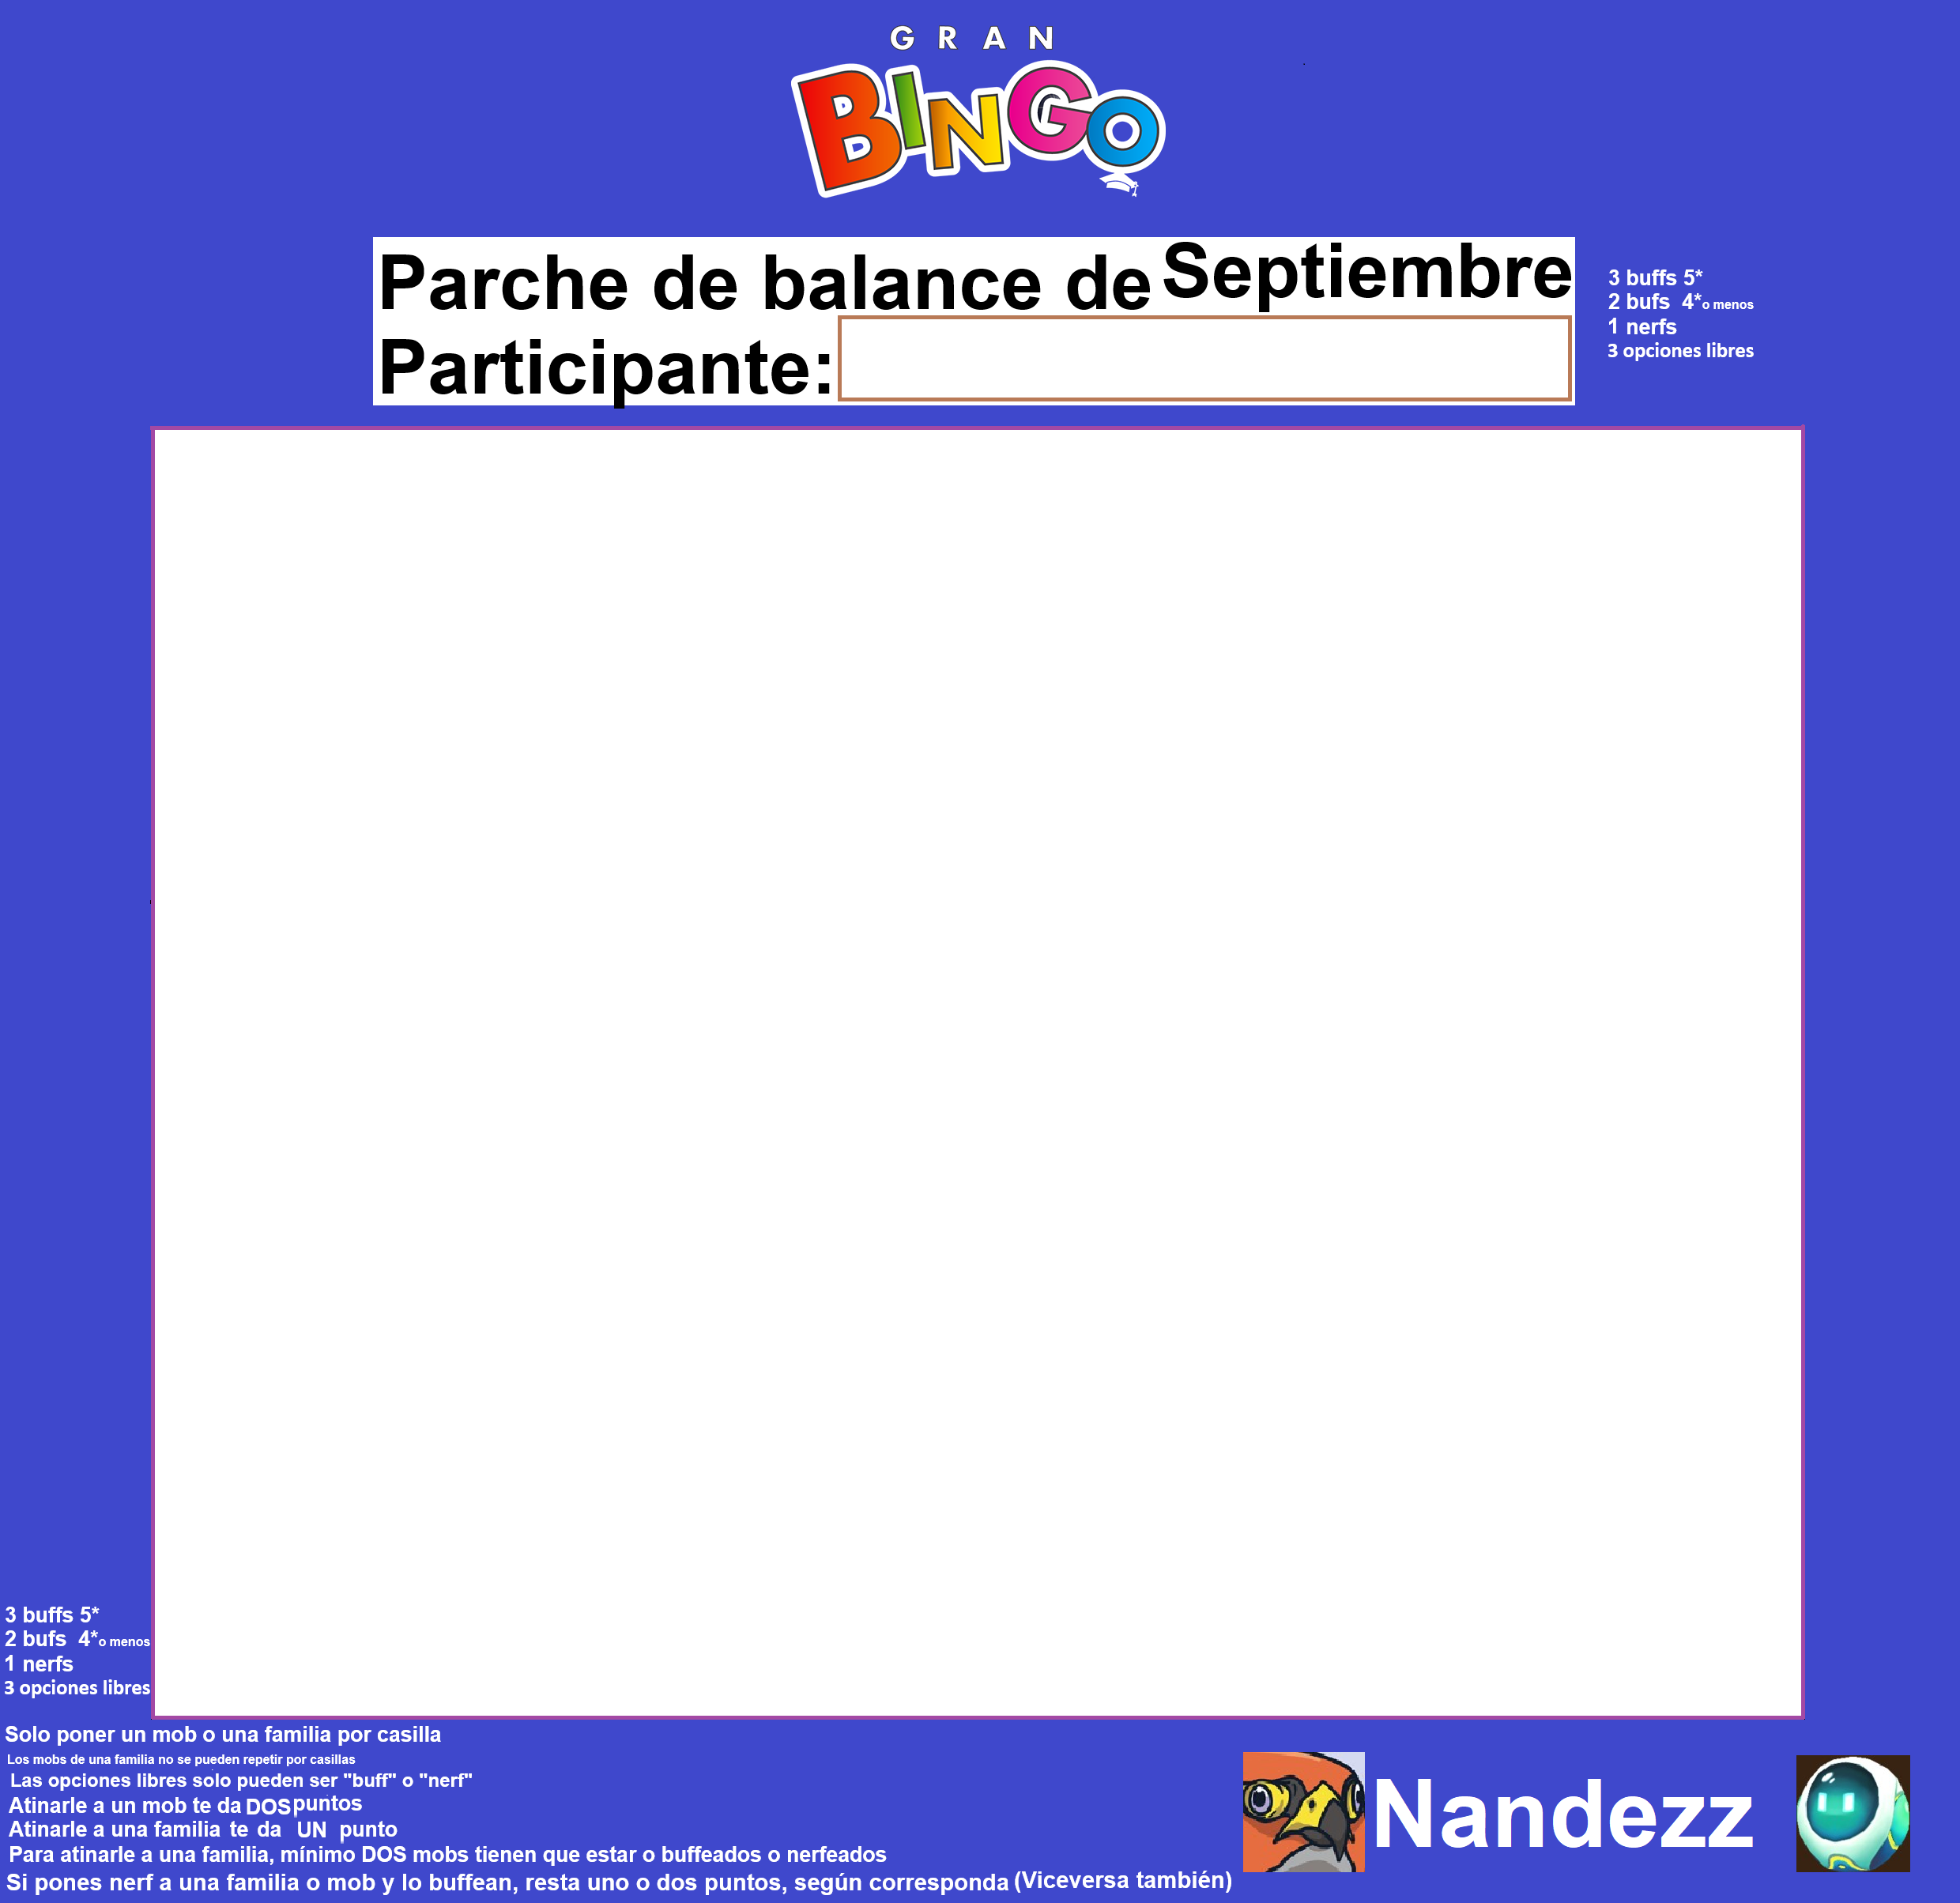 GRAN
BINGO
Parche de balance de Septiembre
Participante:
3 buffs 5*
2 bufs 4* o menos
1 nerfs
3 opciones libres
3 buffs 5*
2 bufs 4* o menos
1 nerfs
3 opciones libres
Solo poner un mob o una familia por casilla
Los mobs de una familia no se pueden repetir por casillas
Las opciones libres solo pueden ser "buff" o "nerf"
Atinarle a un mob te da DOS puntos
Atinarle a una familia te da UN punto
Para atinarle a una familia, mínimo DOS mobs tienen que estar o buffeados o nerfeados
Si pones nerf a una familia o mob y lo buffean, resta uno o dos puntos, según corresponda (Viceversa también)
Nandezz